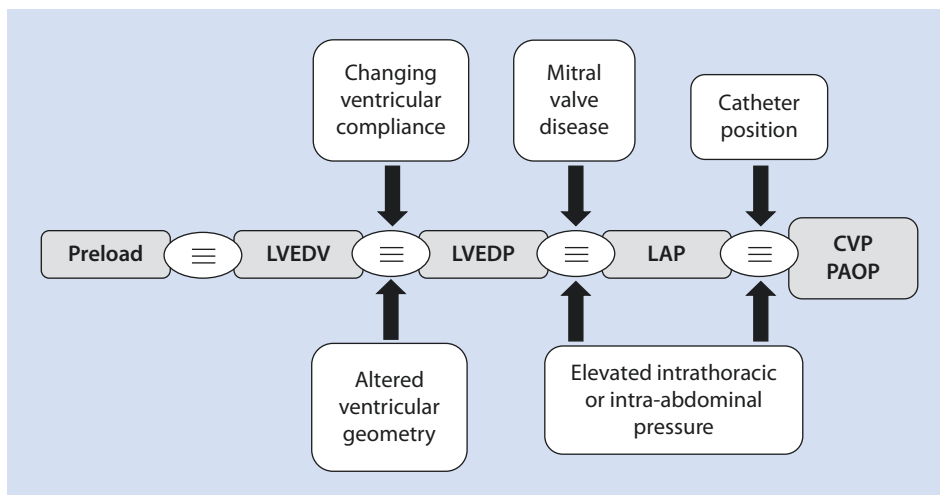 Changing
ventricular
compliance
Mitral
valve
disease
Catheter
position
Preload
≡
LVEDV
≡
LVEDP
≡
LAP
≡
CVP
PAOP
Altered
ventricular
geometry
Elevated intrathoracic
or intra-abdominal
pressure